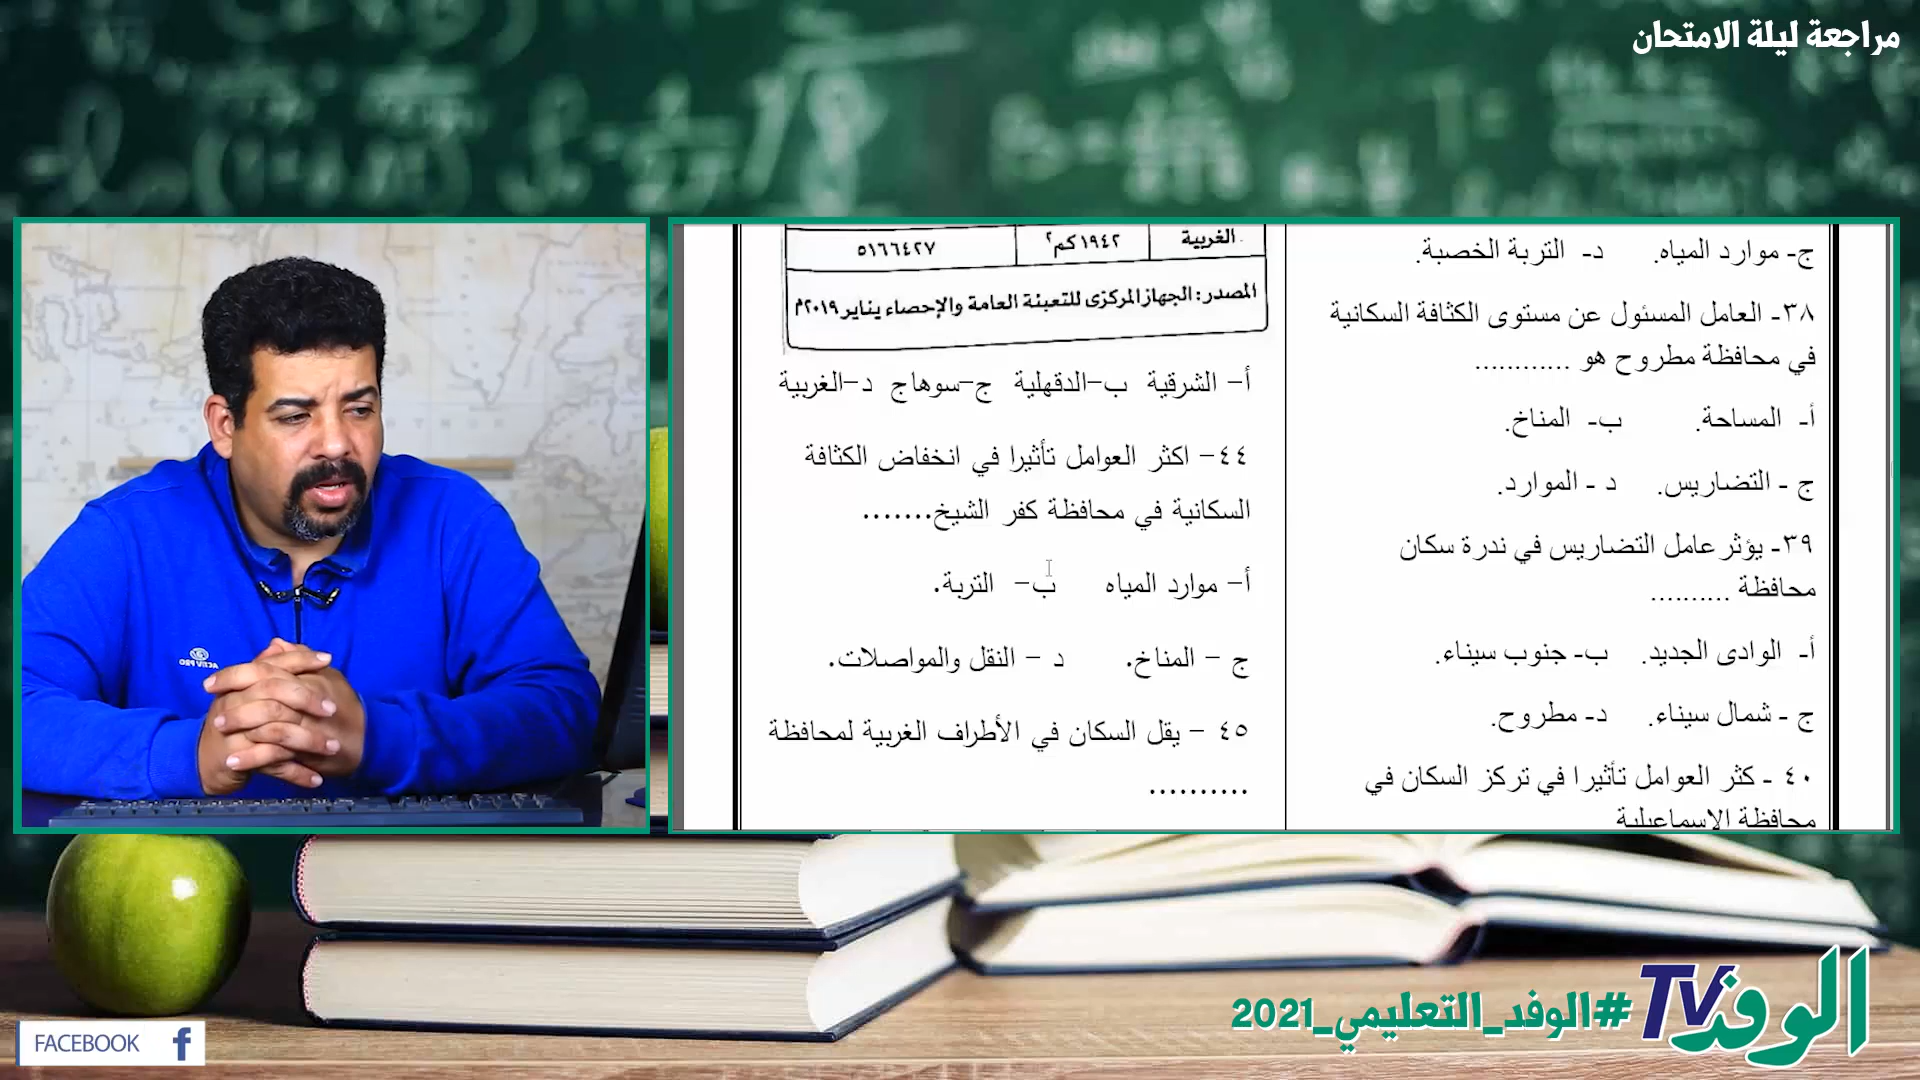 مراجعة ليلة الامتحان
ج- موارد المياه. د- التربة الخصبة.
٣٨- العامل المسئول عن مستوى الكثافة السكانية
في محافظة مطروح هو ............
أ- المساحة. ب- المناخ.
ج - التضاريس. د - الموارد.
٣٩- يؤثر عامل التضاريس في ندرة سكان
محافظة ..........
أ- الوادى الجديد. ب- جنوب سيناء.
ج - شمال سيناء. د- مطروح.
٤٠ - كثر العوامل تأثيرا في تركز السكان في
محافظة الاسماعيلية
الغربية ١٩٤٢كم٢ ٥١٦٦٤٢٧
المصدر: الجهاز المركزى للتعبئة العامة والإحصاء يناير ٢٠١٩م
أ- الشرقية ب-الدقهلية ج-سوهاج د-الغربية
٤٤- اكثر العوامل تأثيرا في انخفاض الكثافة
السكانية في محافظة كفر الشيخ.......
أ- موارد المياه ب- التربة.
ج - المناخ. د - النقل والمواصلات.
٤٥ - يقل السكان في الأطراف الغربية لمحافظة
..........
ACTIV PRO
FACEBOOK f
#الوفد_التعليمي_2021
الوفد TV